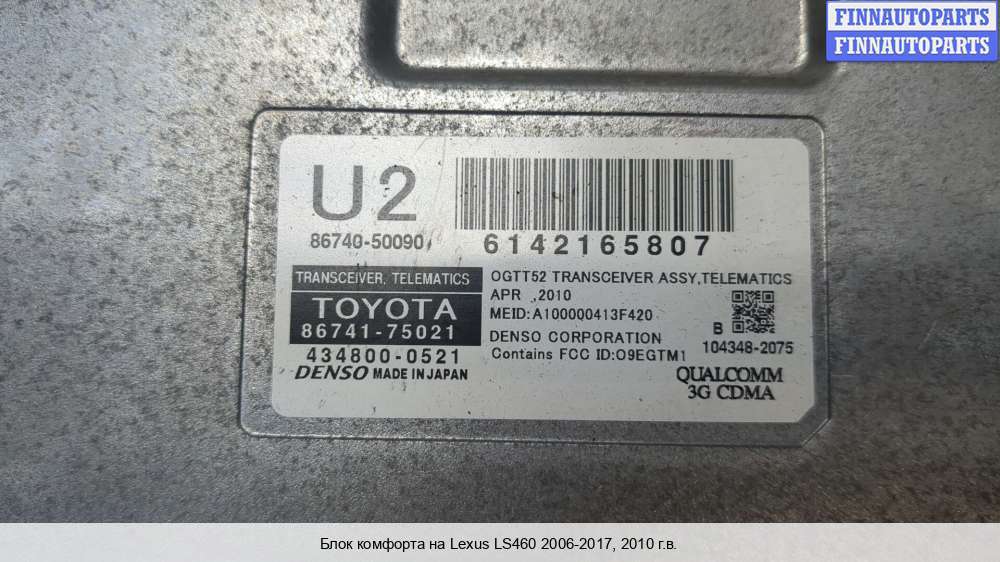 FINNAUTOPARTS
FINNAUTOPARTS
U2
86740-50090
6142165807
TRANSCEIVER, TELEMATICS
TOYOTA
86741-75021
434800-0521
DENSO MADE IN JAPAN
OGTT52 TRANSCEIVER ASSY,TELEMATICS
APR ,2010
MEID:A100000413F420
DENSO CORPORATION
Contains FCC ID:O9EGTM1
B
104348-2075
QUALCOMM
3G CDMA
Блок комфорта на Lexus LS460 2006-2017, 2010 г.в.